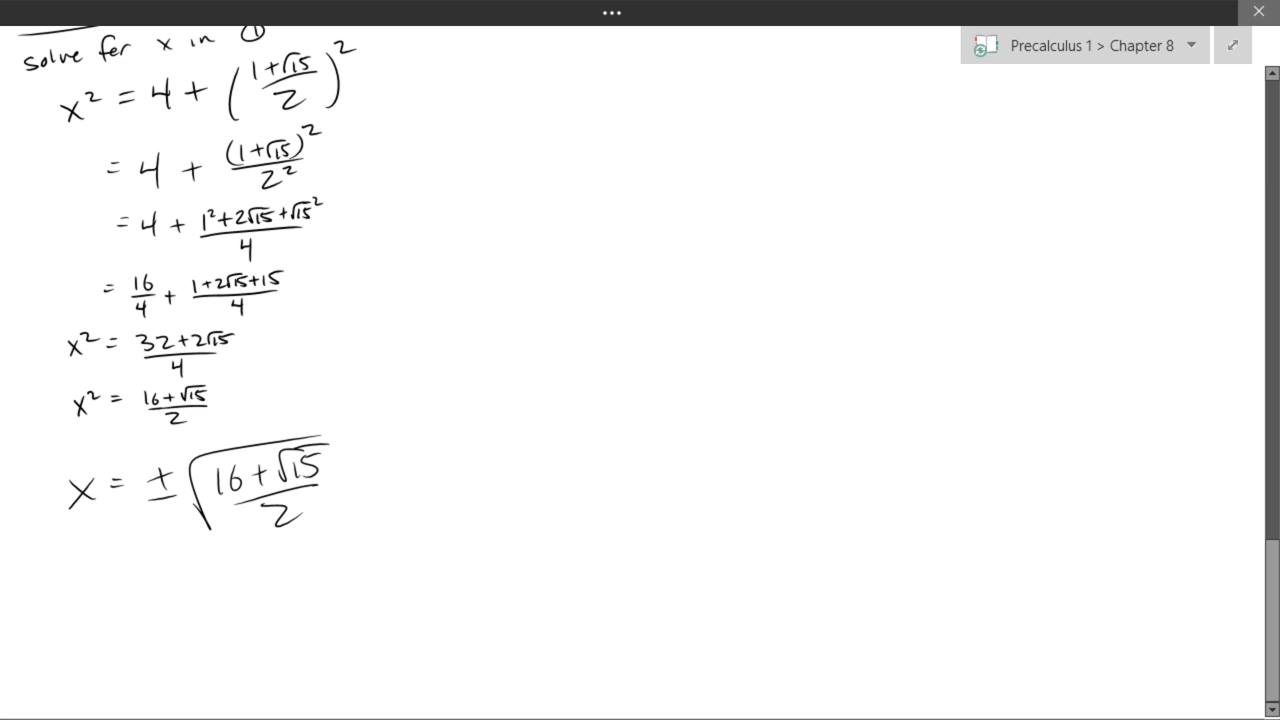 Precalculus 1 > Chapter 8
solve for x in ①
x² = 4 + ((1+√15)/2)²
= 4 + (1+√15)²/2²
= 4 + (1²+2√15+√15²)/4
= 16/4 + (1+2√15+15)/4
x² = (32+2√15)/4
x² = (16+√15)/2
x = ±√((16+√15)/2)